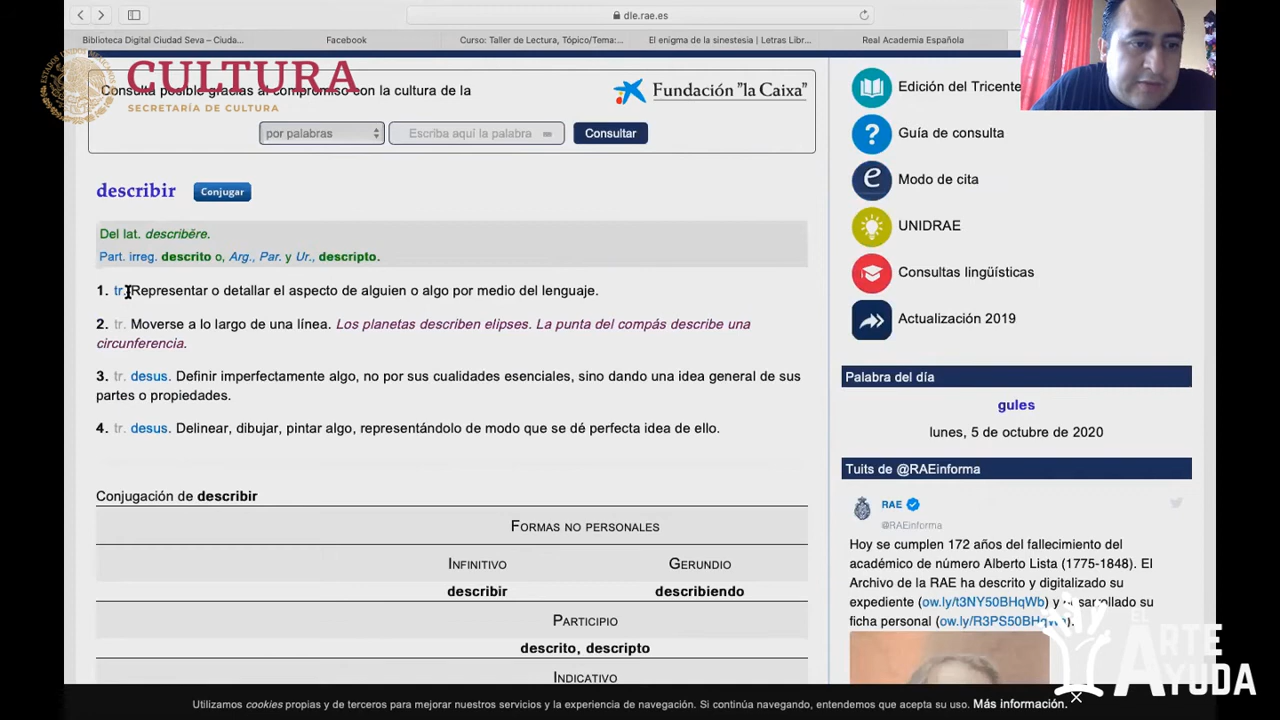 dle.rae.es
Biblioteca Digital Ciudad Seva – Ciuda...
Facebook
Curso: Taller de Lectura, Tópico/Tema:...
El enigma de la sinestesia | Letras Libr...
Real Academia Española
CULTURA
SECRETARÍA DE CULTURA
Consulta posible gracias al compromiso con la cultura de la
Fundación "la Caixa"
por palabras
Escriba aquí la palabra
Consultar
describir
Conjugar
Del lat. describĕre.
Part. irreg. descrito o, Arg., Par. y Ur., descripto.
1. tr. Representar o detallar el aspecto de alguien o algo por medio del lenguaje.
2. tr. Moverse a lo largo de una línea. Los planetas describen elipses. La punta del compás describe una
circunferencia.
3. tr. desus. Definir imperfectamente algo, no por sus cualidades esenciales, sino dando una idea general de sus
partes o propiedades.
4. tr. desus. Delinear, dibujar, pintar algo, representándolo de modo que se dé perfecta idea de ello.
Conjugación de describir
FORMAS NO PERSONALES
INFINITIVO
GERUNDIO
describir
describiendo
PARTICIPIO
descrito, descripto
INDICATIVO
Edición del Tricente
Guía de consulta
Modo de cita
UNIDRAE
Consultas lingüísticas
Actualización 2019
Palabra del día
gules
lunes, 5 de octubre de 2020
Tuits de @RAEinforma
RAE
@RAEinforma
Hoy se cumplen 172 años del fallecimiento del
académico de número Alberto Lista (1775-1848). El
Archivo de la RAE ha descrito y digitalizado su
expediente (ow.ly/t3NY50BHqWb) y desarrollado su
ficha personal
EL
ARTE
AYUDA
Utilizamos cookies propias y de terceros para mejorar nuestros servicios y la experiencia de navegación. Si continúa navegando, entendemos que acepta su uso. Más información.